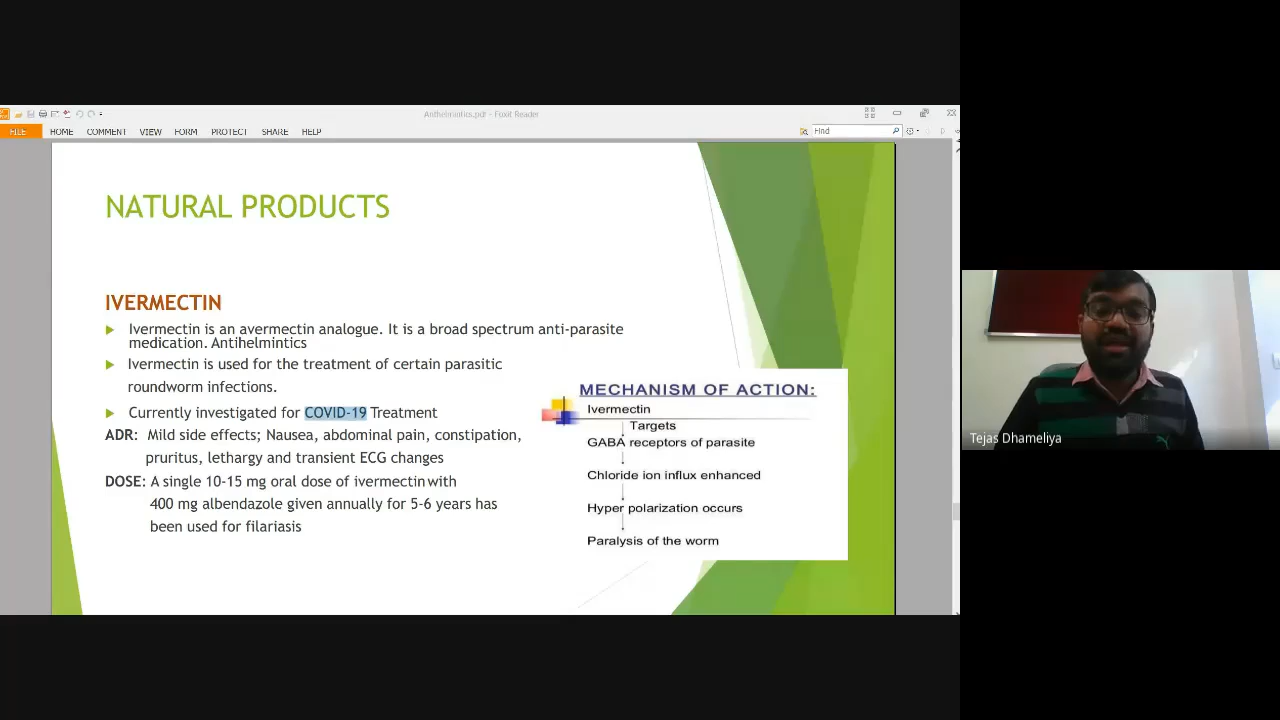 Anthelmintics.pdf - Foxit Reader
FILE HOME COMMENT VIEW FORM PROTECT SHARE HELP
Find
NATURAL PRODUCTS
IVERMECTIN
Ivermectin is an avermectin analogue. It is a broad spectrum anti-parasite
medication. Antihelmintics
Ivermectin is used for the treatment of certain parasitic
roundworm infections.
Currently investigated for COVID-19 Treatment
ADR: Mild side effects; Nausea, abdominal pain, constipation,
pruritus, lethargy and transient ECG changes
DOSE: A single 10-15 mg oral dose of ivermectin with
400 mg albendazole given annually for 5-6 years has
been used for filariasis
MECHANISM OF ACTION:
Ivermectin
Targets
GABA receptors of parasite
Chloride ion influx enhanced
Hyper polarization occurs
Paralysis of the worm
Tejas Dhameliya